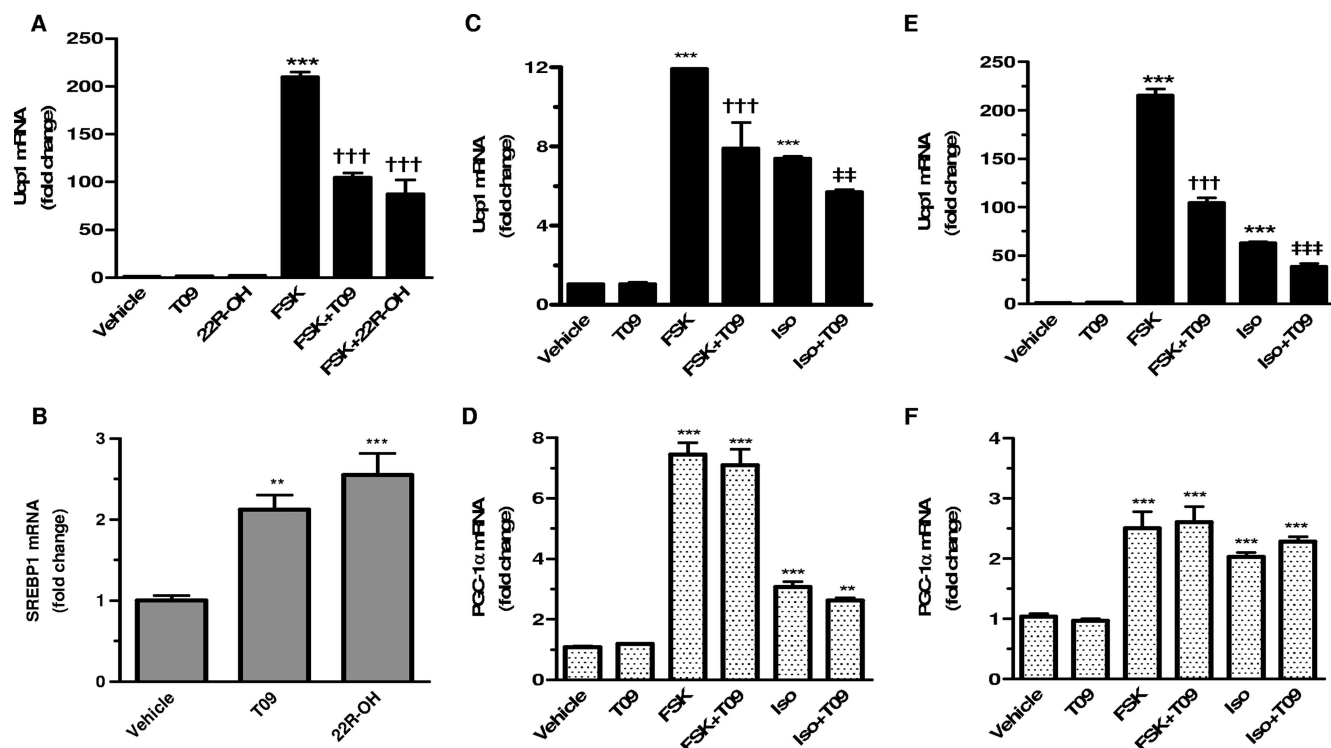 A
Ucp1 mRNA
(fold change)
250
200
150
100
50
0
***
†††
†††
Vehicle
T09
22R-OH
FSK
FSK+T09
FSK+22R-OH
C
Ucp1 mRNA
(fold change)
12
8
4
0
***
†††
***
‡‡
Vehicle
T09
FSK
FSK+T09
Iso
Iso+T09
E
Ucp1 mRNA
(fold change)
250
200
150
100
50
0
***
†††
***
‡‡‡
Vehicle
T09
FSK
FSK+T09
Iso
Iso+T09
B
SREBP1 mRNA
(fold change)
3
2
1
0
**
***
Vehicle
T09
22R-OH
D
PGC-1α mRNA
(fold change)
8
6
4
2
0
***
***
***
**
Vehicle
T09
FSK
FSK+T09
Iso
Iso+T09
F
PGC-1α mRNA
(fold change)
4
3
2
1
0
***
***
***
***
Vehicle
T09
FSK
FSK+T09
Iso
Iso+T09